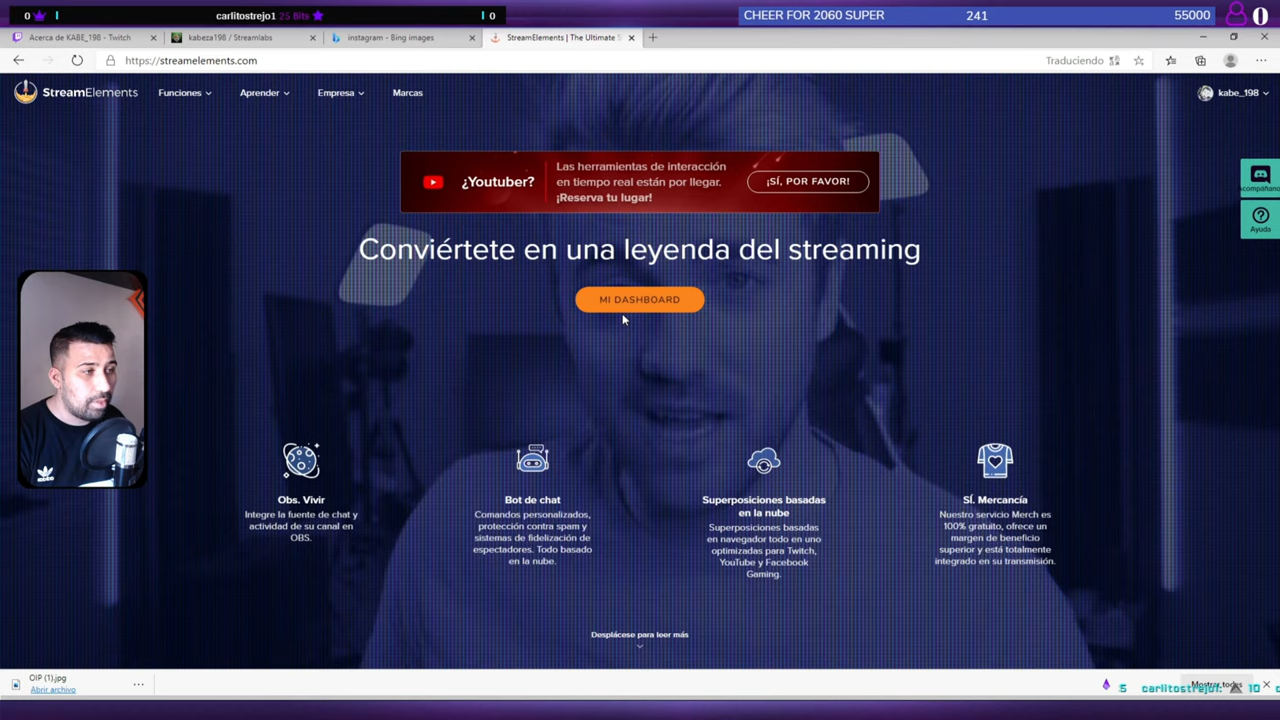 0
carlitostrejo1 25 Bits
0
CHEER FOR 2060 SUPER 241 55000
0
Acerca de KABE_198 - Twitch
kabeza198 / Streamlabs
instagram - Bing images
StreamElements | The Ultimate S
https://streamelements.com
Traduciendo
StreamElements
Funciones
Aprender
Empresa
Marcas
kabe_198
¿Youtuber?
Las herramientas de interacción
en tiempo real están por llegar.
¡Reserva tu lugar!
¡SÍ, POR FAVOR!
Acompáñano
Ayuda
Conviértete en una leyenda del streaming
MI DASHBOARD
Obs. Vivir
Integre la fuente de chat y
actividad de su canal en
OBS.
Bot de chat
Comandos personalizados,
protección contra spam y
sistemas de fidelización de
espectadores. Todo basado
en la nube.
Superposiciones basadas
en la nube
Superposiciones basadas
en navegador todo en uno
optimizadas para Twitch,
YouTube y Facebook
Gaming.
SÍ. Mercancía
Nuestro servicio Merch es
100% gratuito, ofrece un
margen de beneficio
superior y está totalmente
integrado en su transmisión.
Desplácese para leer más
OIP (1).jpg
Abrir archivo
Mostrar todos
5 carlitostrejo1: 10